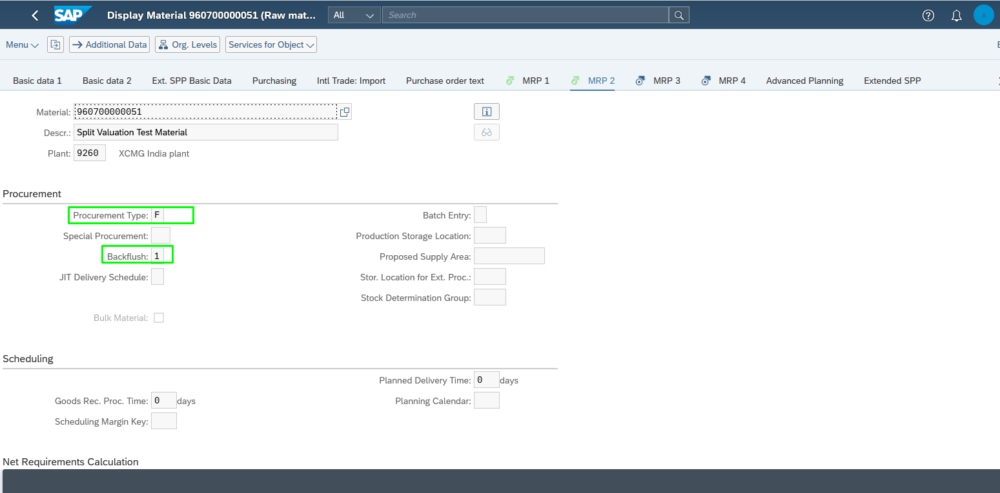 SAP Display Material 960700000051 (Raw mat... All Search
Menu Additional Data Org. Levels Services for Object
Basic data 1 Basic data 2 Ext. SPP Basic Data Purchasing Intl Trade: Import Purchase order text MRP 1 MRP 2 MRP 3 MRP 4 Advanced Planning Extended SPP
Material: 960700000051
Descr.: Split Valuation Test Material
Plant: 9260 XCMG India plant
Procurement
Procurement Type: F Batch Entry:
Special Procurement: Production Storage Location:
Backflush: 1 Proposed Supply Area:
JIT Delivery Schedule: Stor. Location for Ext. Proc.:
Stock Determination Group:
Bulk Material:
Scheduling
Planned Delivery Time: 0 days
Goods Rec. Proc. Time: 0 days Planning Calendar:
Scheduling Margin Key:
Net Requirements Calculation